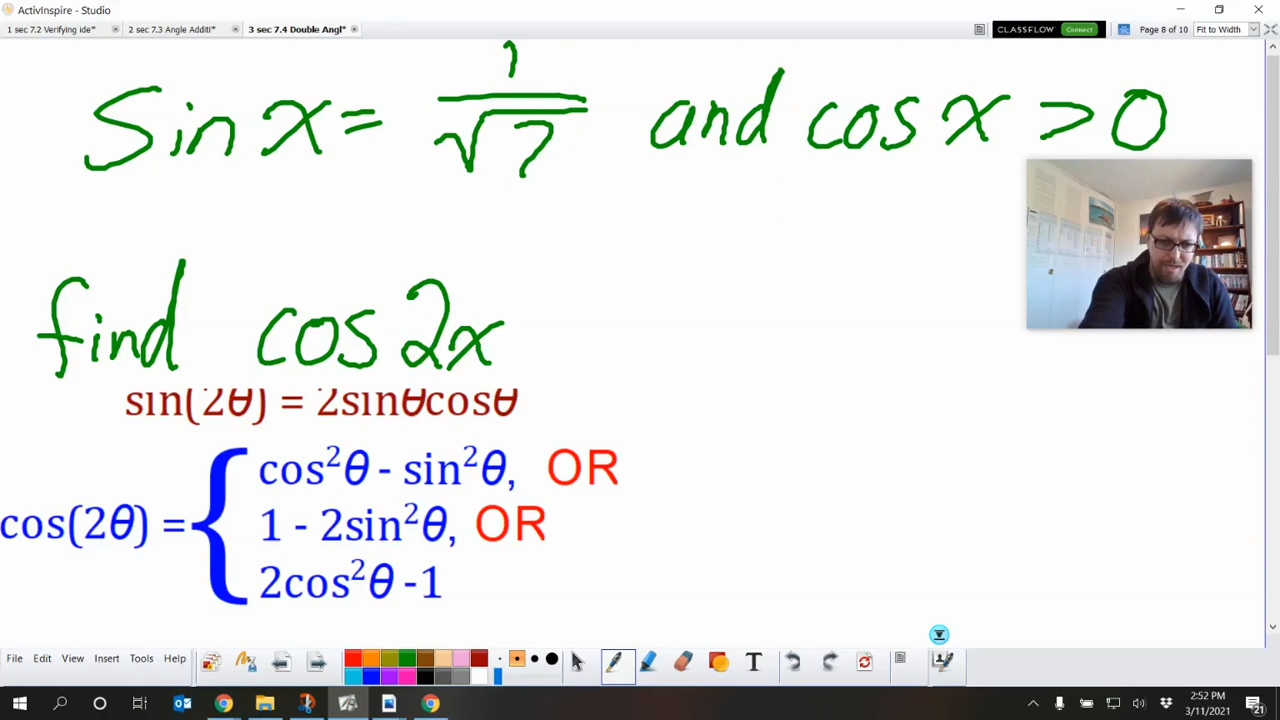 ActivInspire - Studio
1 sec 7.2 Verifying ide* 2 sec 7.3 Angle Additi* 3 sec 7.4 Double Angl* CLASSFLOW Connect Page 8 of 10 Fit to Width
Sin x = 1/√7 and cos x > 0
find cos 2x
sin(2θ) = 2sinθcosθ
cos²θ - sin²θ, OR
cos(2θ) = { 1 - 2sin²θ, OR
2cos²θ -1
File Edit View Insert Tools Help
2:52 PM
3/11/2021
21